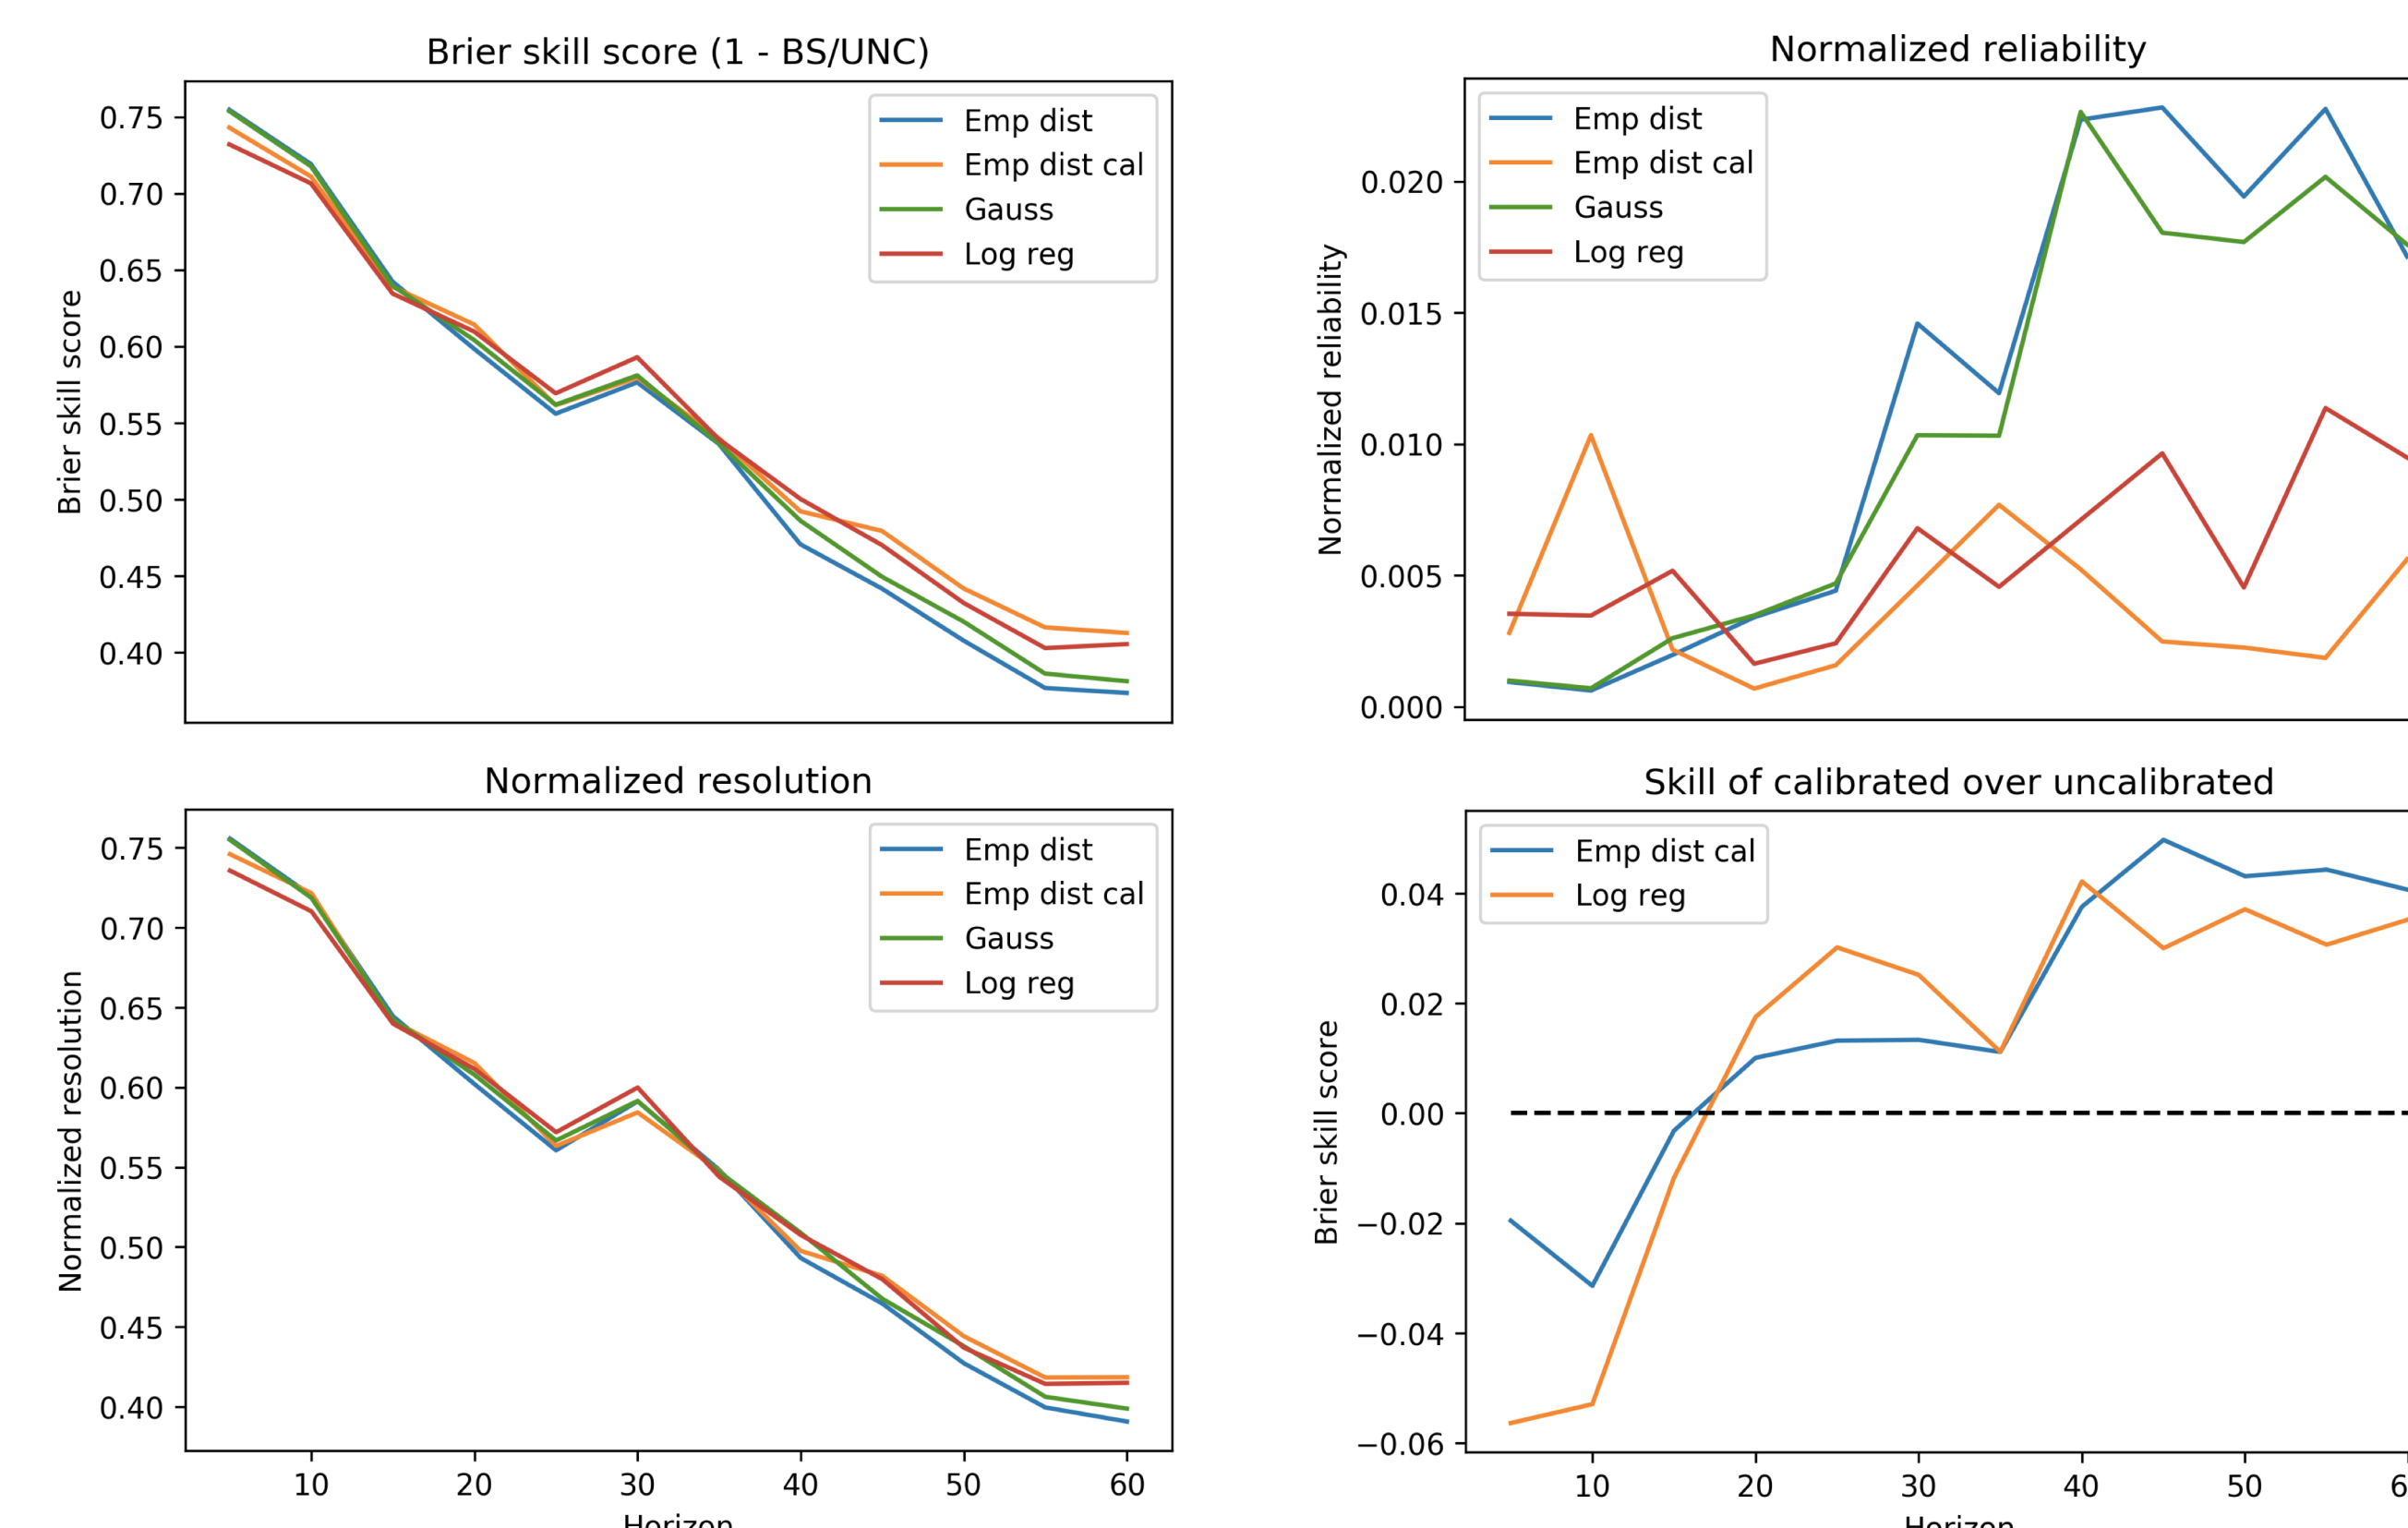 Brier skill score (1 - BS/UNC)
Brier skill score
0.75
0.70
0.65
0.60
0.55
0.50
0.45
0.40
Emp dist
Emp dist cal
Gauss
Log reg
Normalized reliability
Normalized reliability
0.020
0.015
0.010
0.005
0.000
Emp dist
Emp dist cal
Gauss
Log reg
Normalized resolution
Normalized resolution
0.75
0.70
0.65
0.60
0.55
0.50
0.45
0.40
Emp dist
Emp dist cal
Gauss
Log reg
10 20 30 40 50 60
Horizon
Skill of calibrated over uncalibrated
Brier skill score
0.04
0.02
0.00
−0.02
−0.04
−0.06
Emp dist cal
Log reg
10 20 30 40 50 6
Horizon